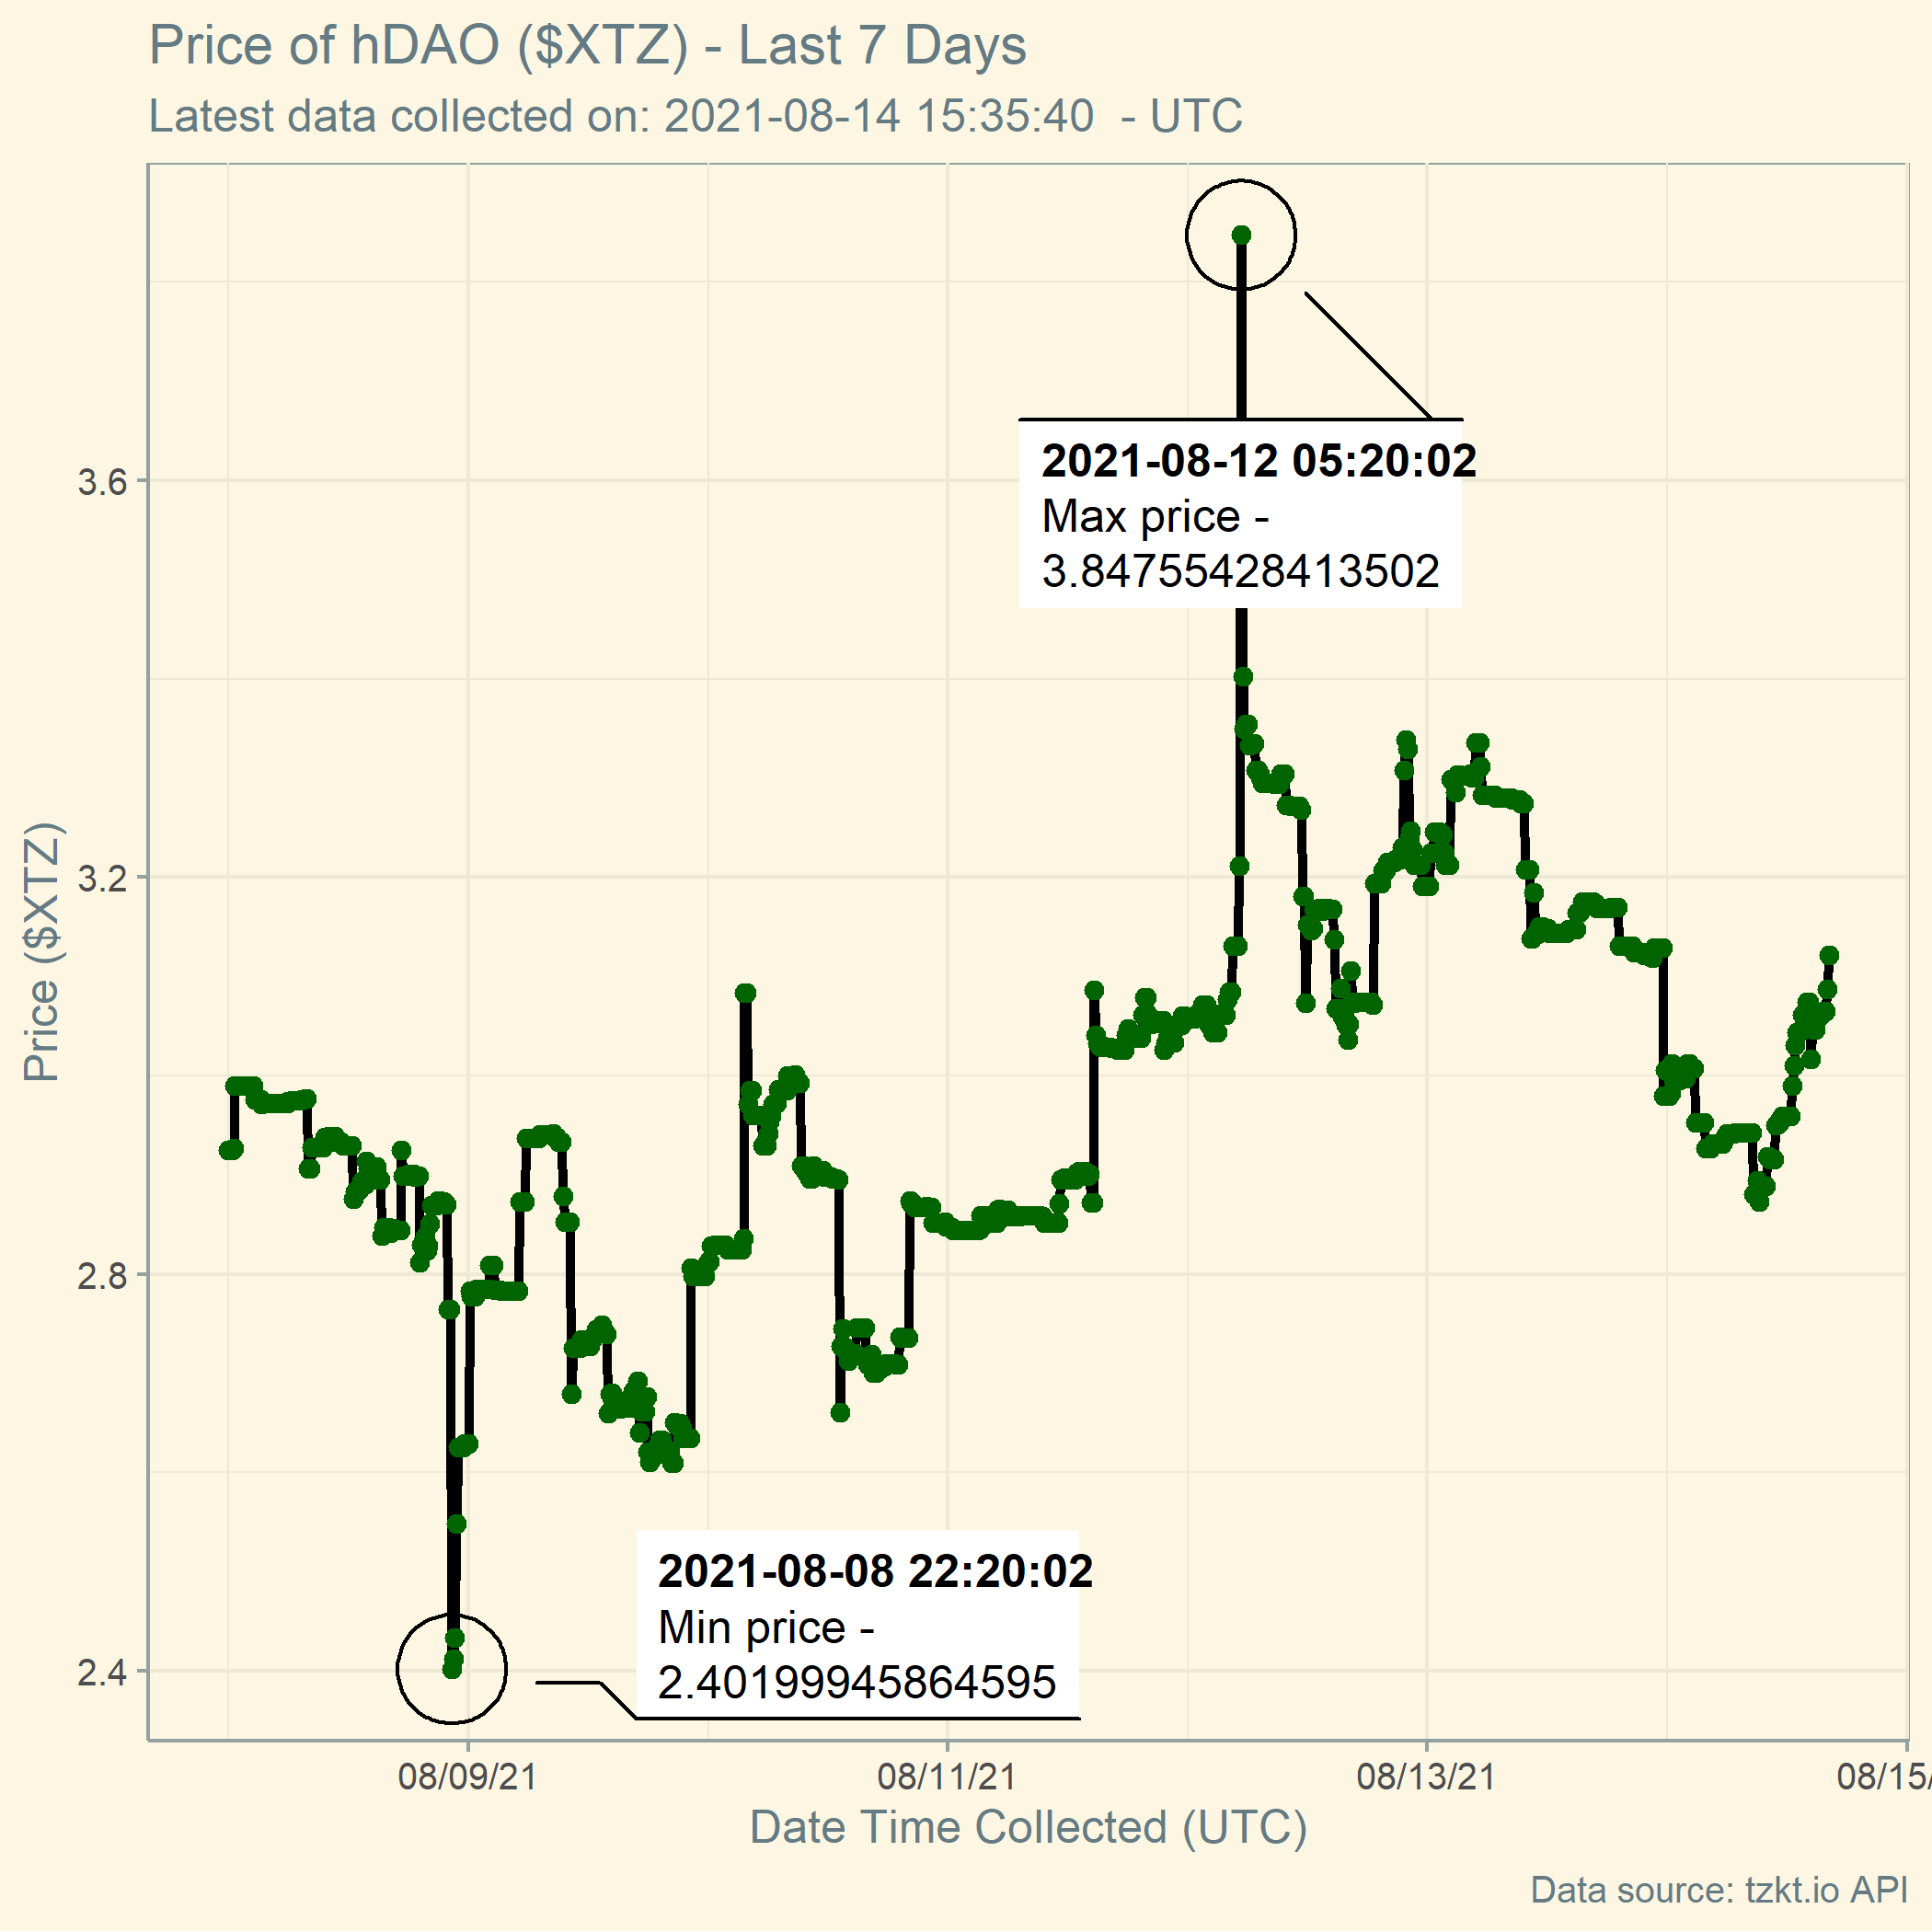 Price of hDAO ($XTZ) - Last 7 Days
Latest data collected on: 2021-08-14 15:35:40  - UTC
2021-08-12 05:20:02
Max price -
3.84755428413502
3.6
3.2
2.8
2.4
Price ($XTZ)
2021-08-08 22:20:02
Min price -
2.40199945864595
08/09/21
08/11/21
08/13/21
08/15/
Date Time Collected (UTC)
Data source: tzkt.io API